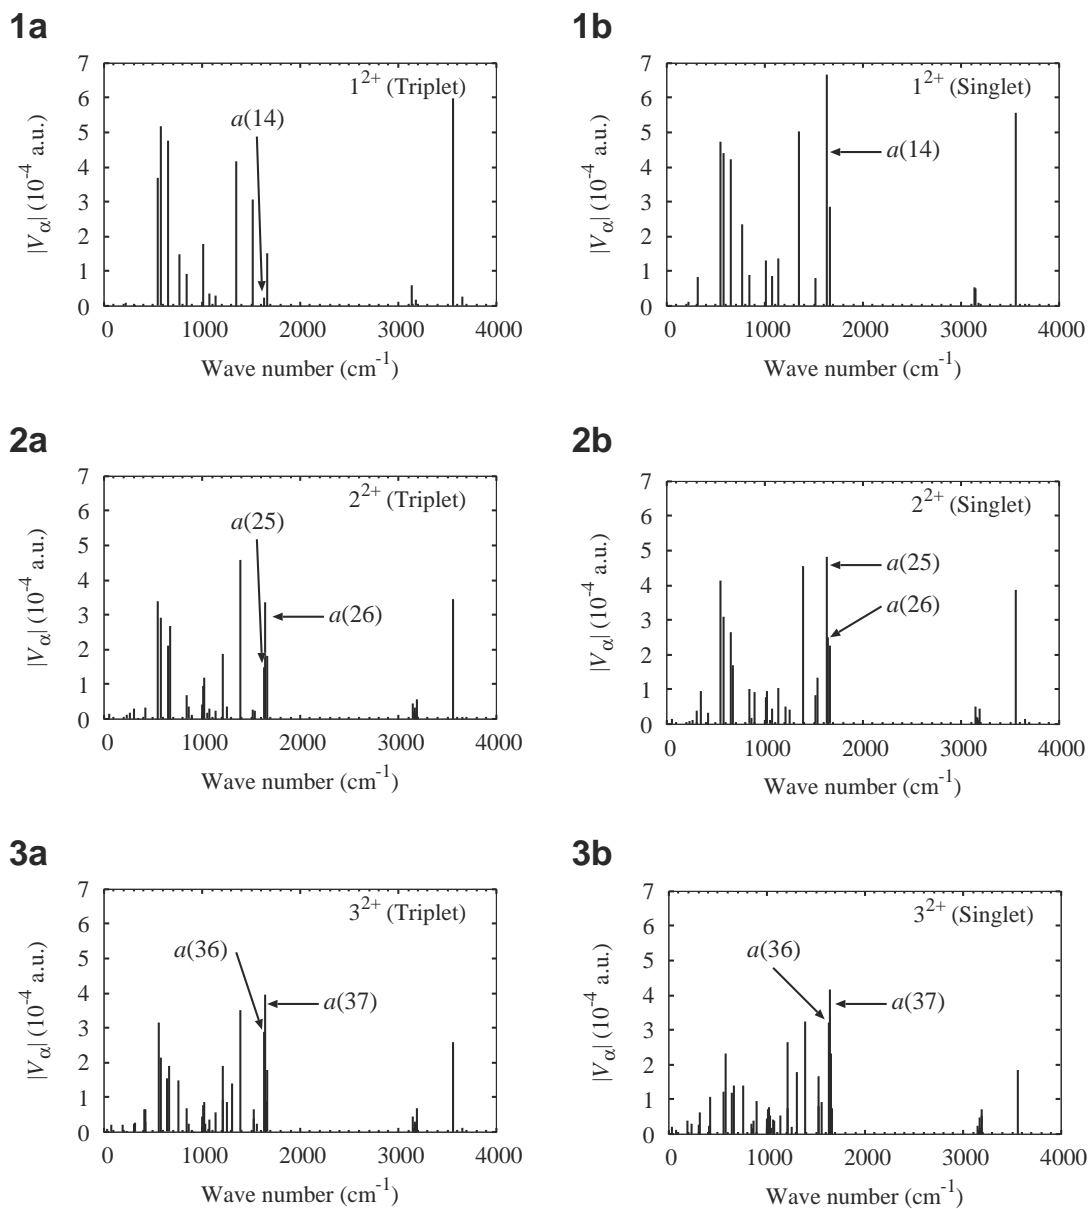 1a
7
6
5
4
3
2
1
0
|V_α| (10^-4 a.u.)
1^2+ (Triplet)
a(14)
0 1000 2000 3000 4000
Wave number (cm^-1)
1b
7
6
5
4
3
2
1
0
|V_α| (10^-4 a.u.)
1^2+ (Singlet)
a(14)
0 1000 2000 3000 4000
Wave number (cm^-1)
2a
7
6
5
4
3
2
1
0
|V_α| (10^-4 a.u.)
2^2+ (Triplet)
a(25)
a(26)
0 1000 2000 3000 4000
Wave number (cm^-1)
2b
7
6
5
4
3
2
1
0
|V_α| (10^-4 a.u.)
2^2+ (Singlet)
a(25)
a(26)
0 1000 2000 3000 4000
Wave number (cm^-1)
3a
7
6
5
4
3
2
1
0
|V_α| (10^-4 a.u.)
3^2+ (Triplet)
a(36)
a(37)
0 1000 2000 3000 4000
Wave number (cm^-1)
3b
7
6
5
4
3
2
1
0
|V_α| (10^-4 a.u.)
3^2+ (Singlet)
a(36)
a(37)
0 1000 2000 3000 4000
Wave number (cm^-1)